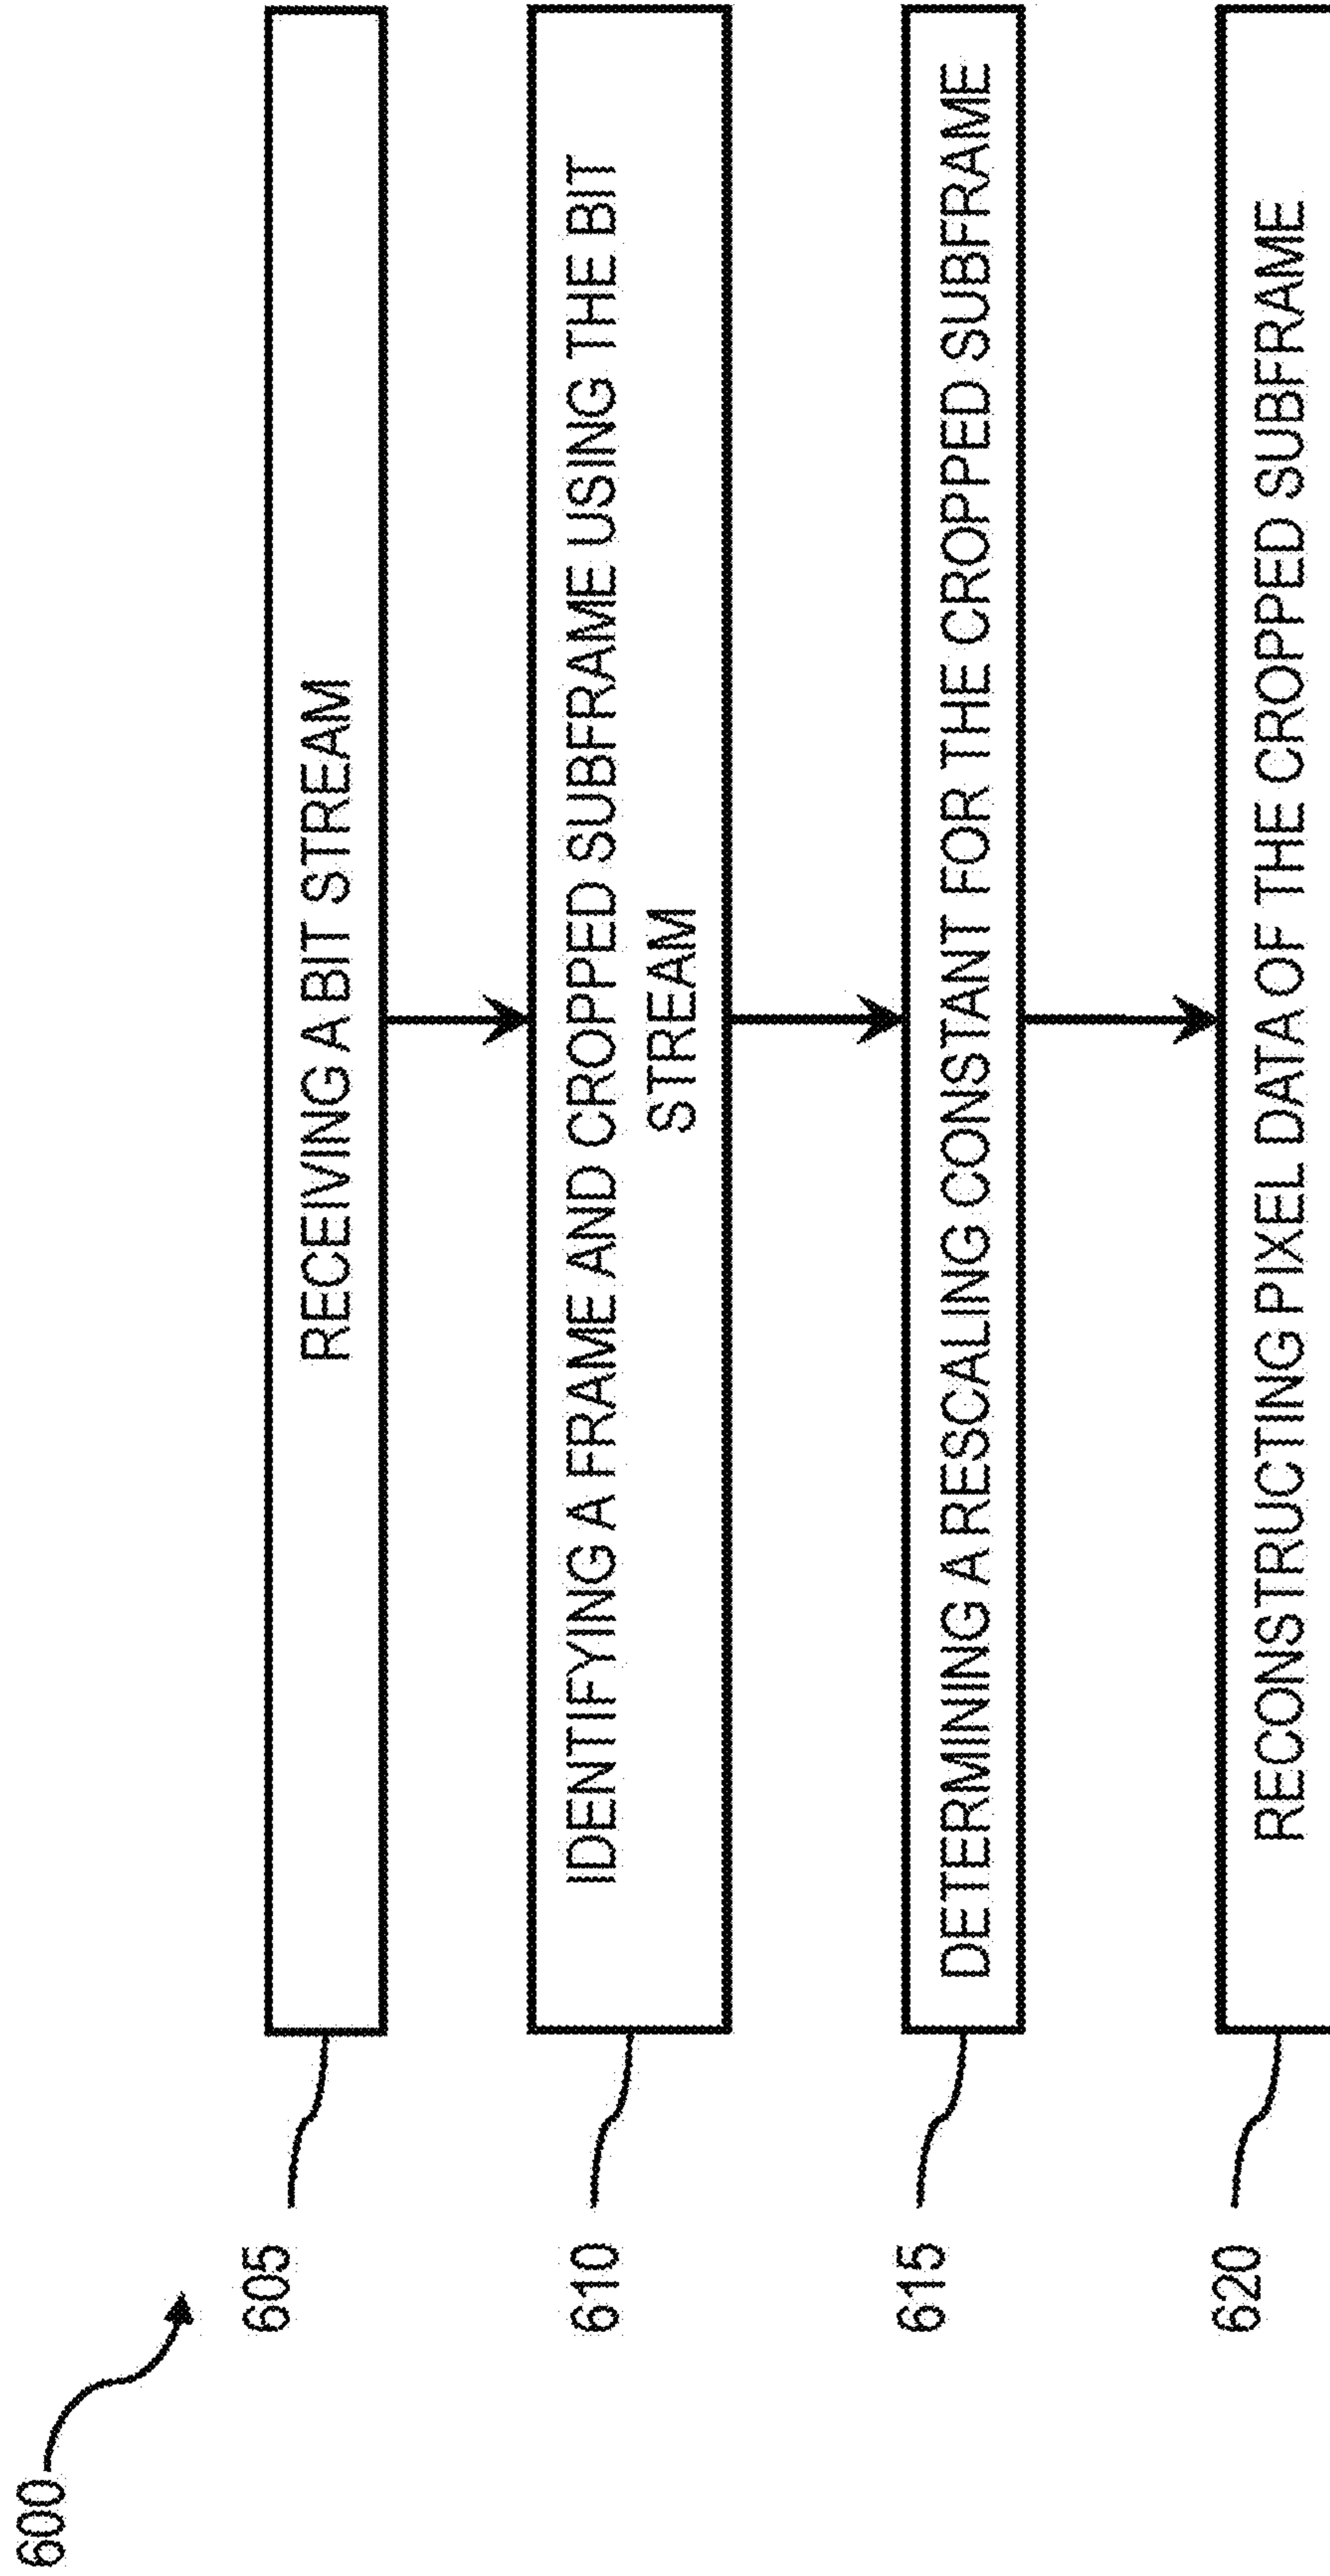 600
605
RECEIVING A BIT STREAM
610
IDENTIFYING A FRAME AND CROPPED SUBFRAME USING THE BIT
STREAM
615
DETERMINING A RESCALING CONSTANT FOR THE CROPPED SUBFRAME
620
RECONSTRUCTING PIXEL DATA OF THE CROPPED SUBFRAME